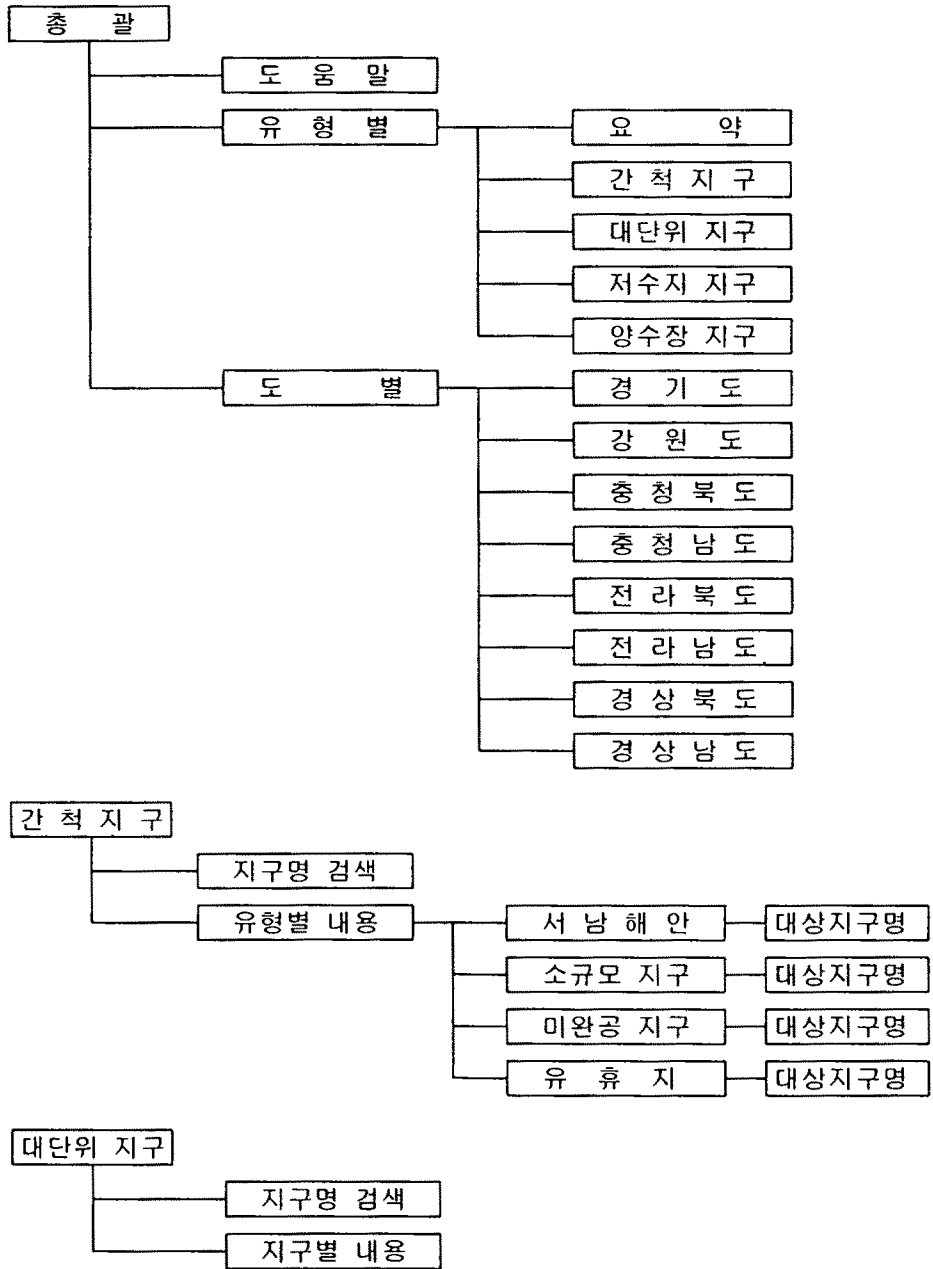 총 괄
도 움 말
유 형 별
요 약
간 척 지 구
대단위 지구
저수지 지구
양수장 지구
도 별
경 기 도
강 원 도
충 청 북 도
충 청 남 도
전 라 북 도
전 라 남 도
경 상 북 도
경 상 남 도
간 척 지 구
지구명 검색
유형별 내용
서 남 해 안 대상지구명
소규모 지구 대상지구명
미완공 지구 대상지구명
유 휴 지 대상지구명
대단위 지구
지구명 검색
지구별 내용